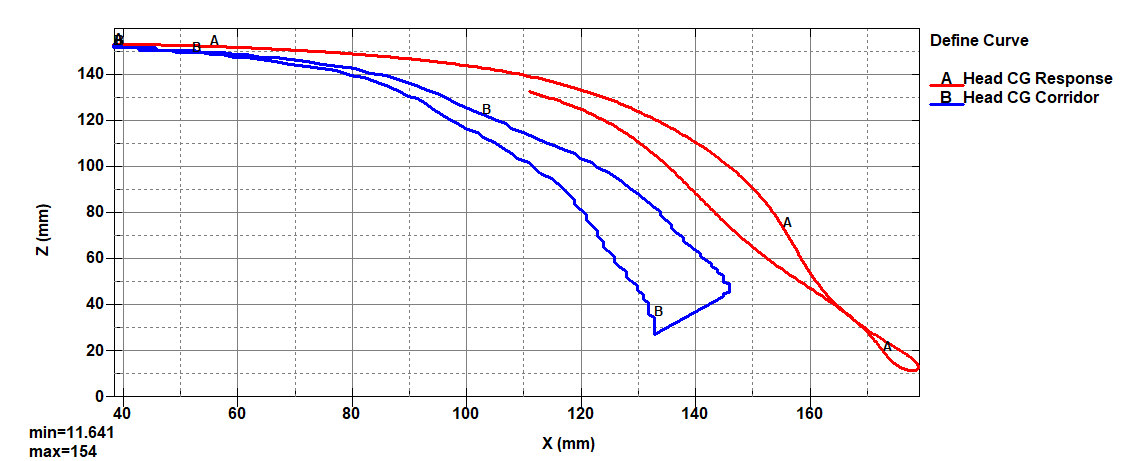 Define Curve
A Head CG Response
B Head CG Corridor
A
B
B
A
B
A
B
A
140
120
100
80
60
40
20
0
Z (mm)
40 60 80 100 120 140 160
X (mm)
min=11.641
max=154